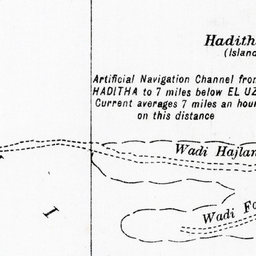 Hadith
(Islan
Artificial Navigation Channel from
HADITHA to 7 miles below EL UZ
Current averages 7 miles an hour
on this distance
Wadi Hajlan
Wadi Fo
I